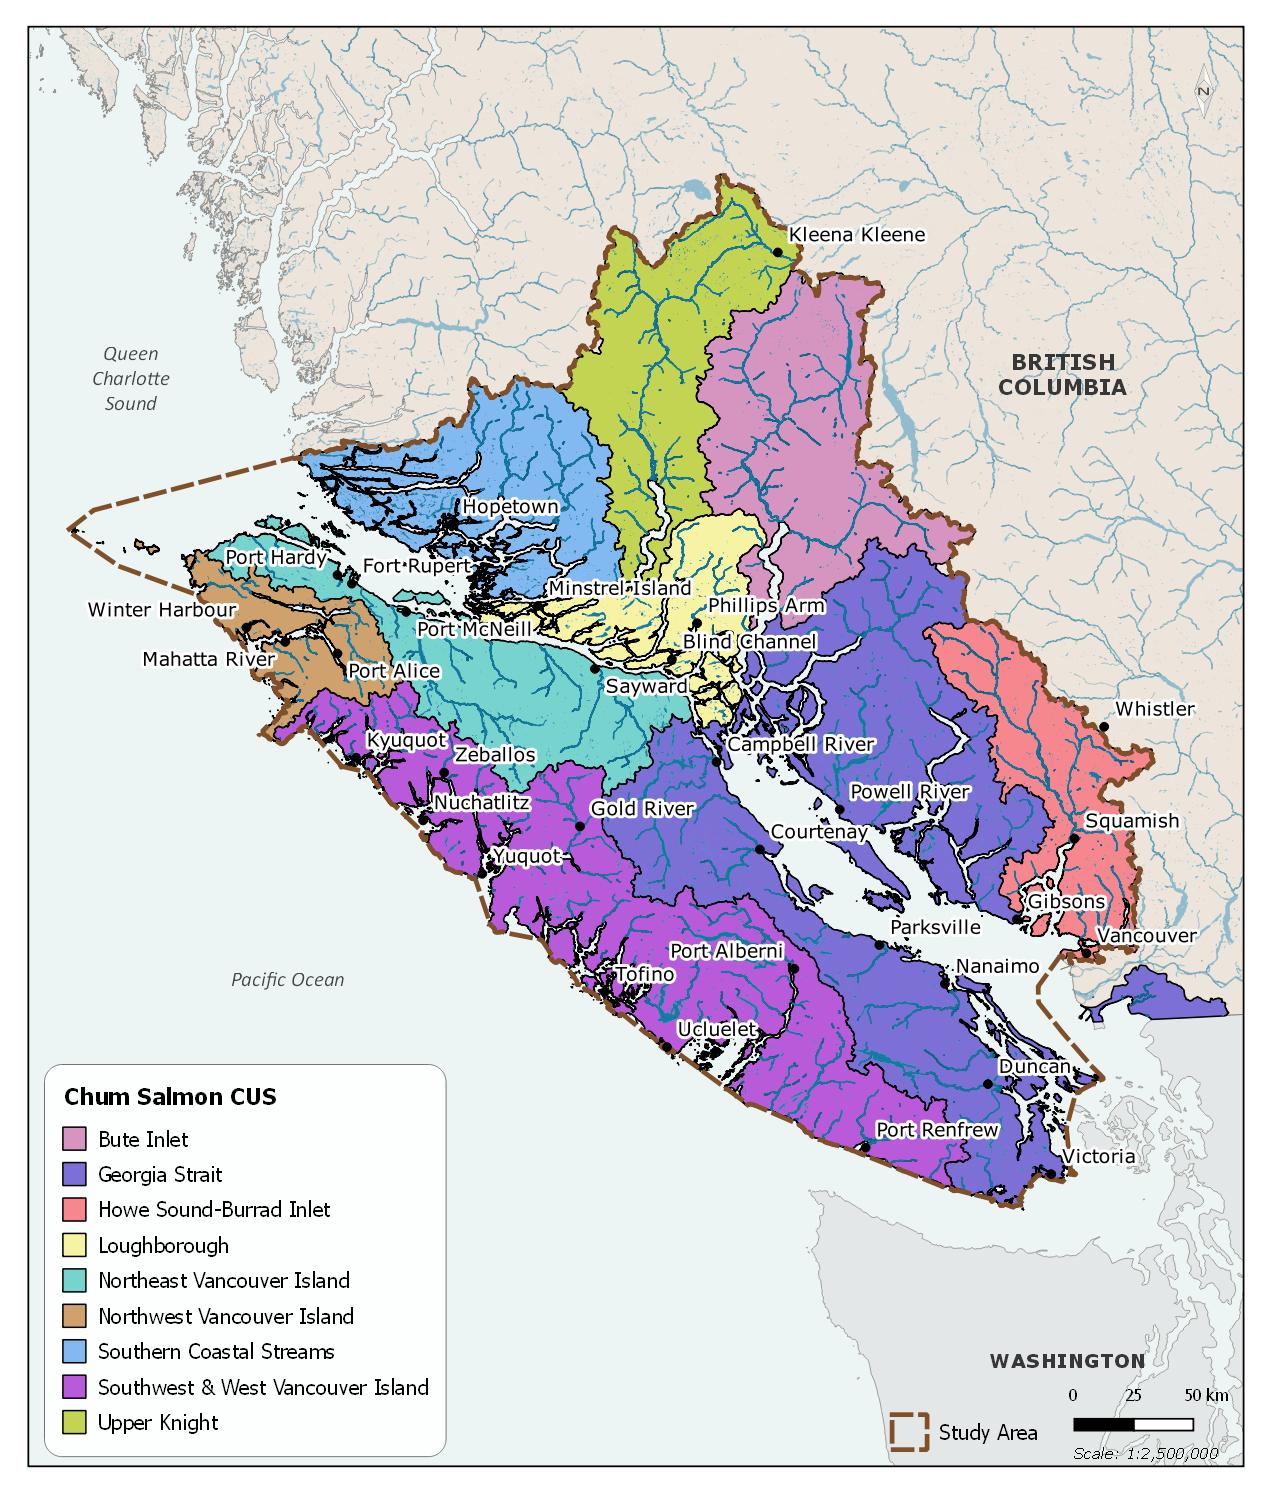 N
Kleena Kleene
Queen
Charlotte
Sound
BRITISH
COLUMBIA
Hopetown
Port Hardy
Fort Rupert
Minstrel Island
Winter Harbour
Phillips Arm
Port McNeill
Blind Channel
Mahatta River
Port Alice
Sayward
Whistler
Kyuquot
Zeballos
Campbell River
Nuchatlitz
Gold River
Powell River
Courtenay
Squamish
Yuquot
Gibsons
Parksville
Vancouver
Port Alberni
Nanaimo
Pacific Ocean
Tofino
Ucluelet
Duncan
Port Renfrew
Victoria
Chum Salmon CUS
Bute Inlet
Georgia Strait
Howe Sound-Burrad Inlet
Loughborough
Northeast Vancouver Island
Northwest Vancouver Island
Southern Coastal Streams
Southwest & West Vancouver Island
Upper Knight
WASHINGTON
0 25 50 km
Study Area
Scale: 1:2,500,000